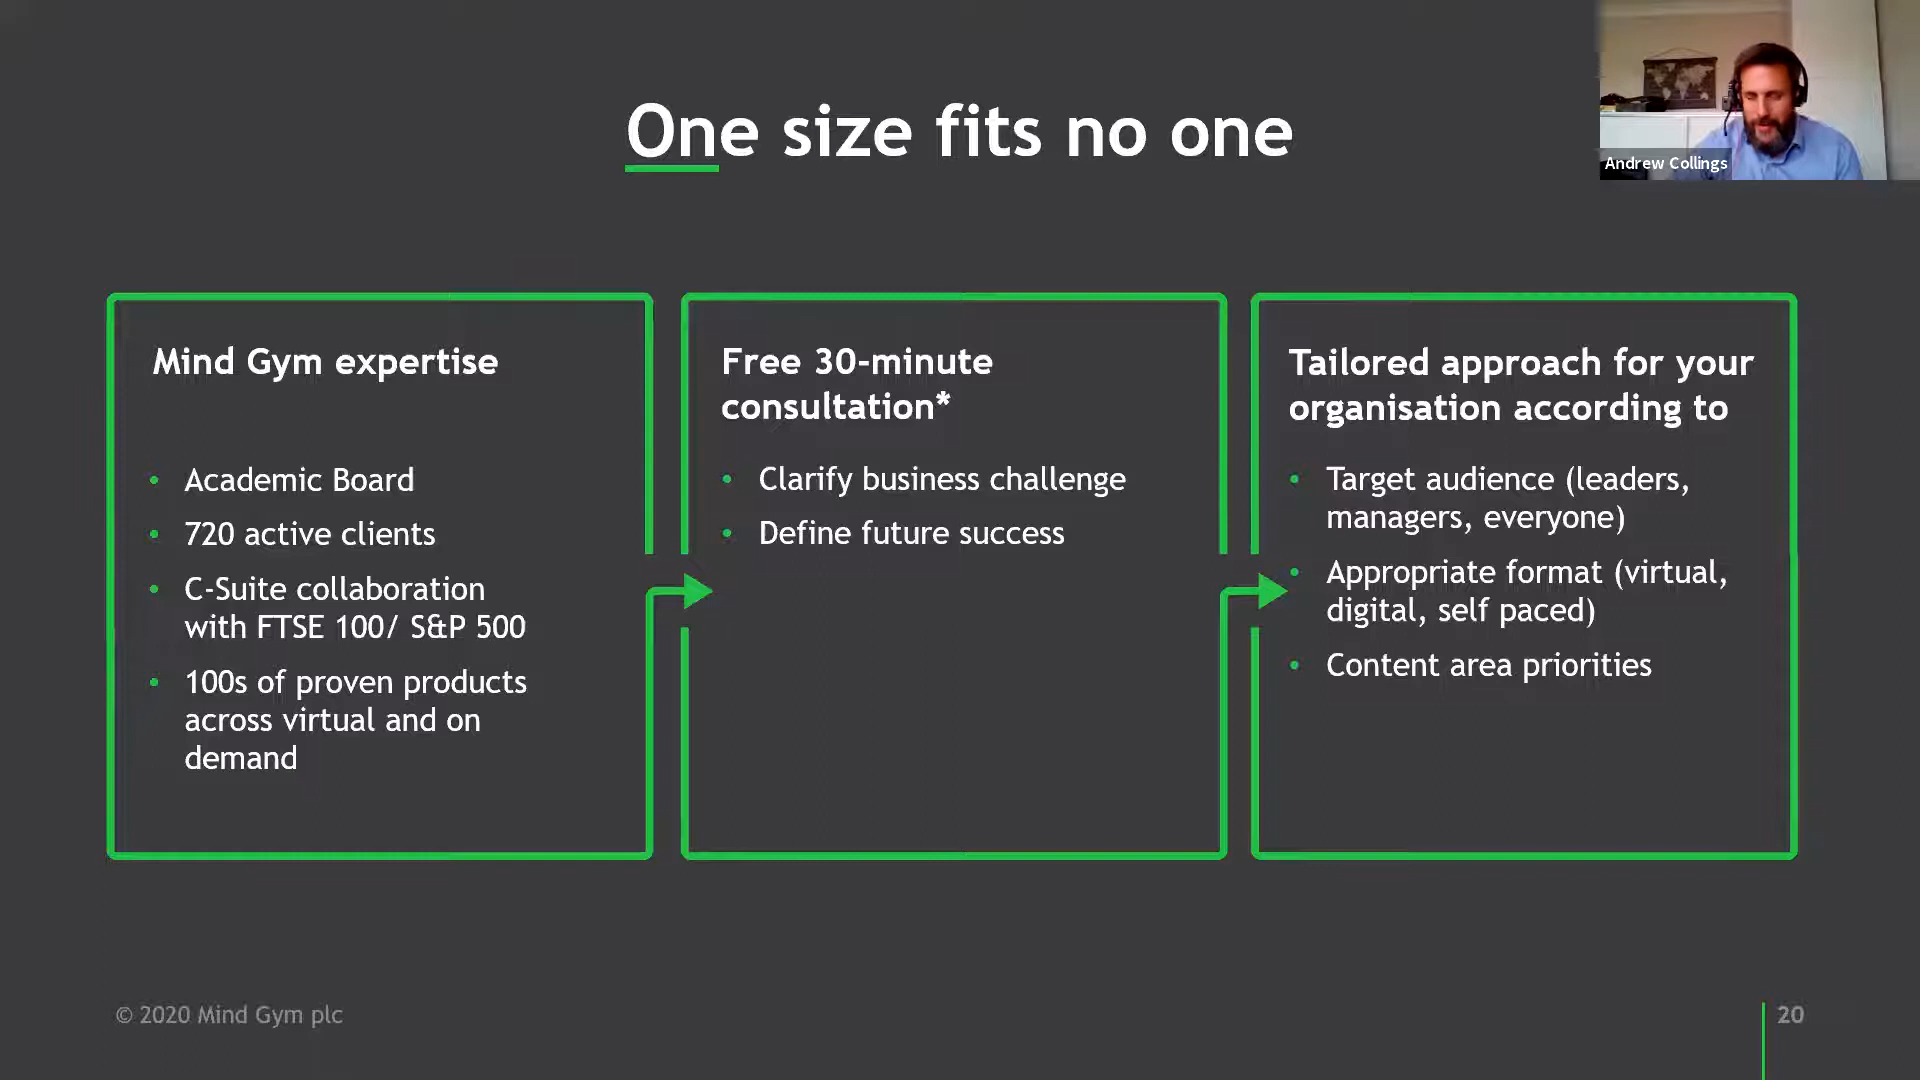 One size fits no one
Andrew Collings
Mind Gym expertise
• Academic Board
• 720 active clients
• C-Suite collaboration
with FTSE 100/ S&P 500
• 100s of proven products
across virtual and on
demand
Free 30-minute
consultation*
• Clarify business challenge
• Define future success
Tailored approach for your
organisation according to
• Target audience (leaders,
managers, everyone)
• Appropriate format (virtual,
digital, self paced)
• Content area priorities
© 2020 Mind Gym plc
20